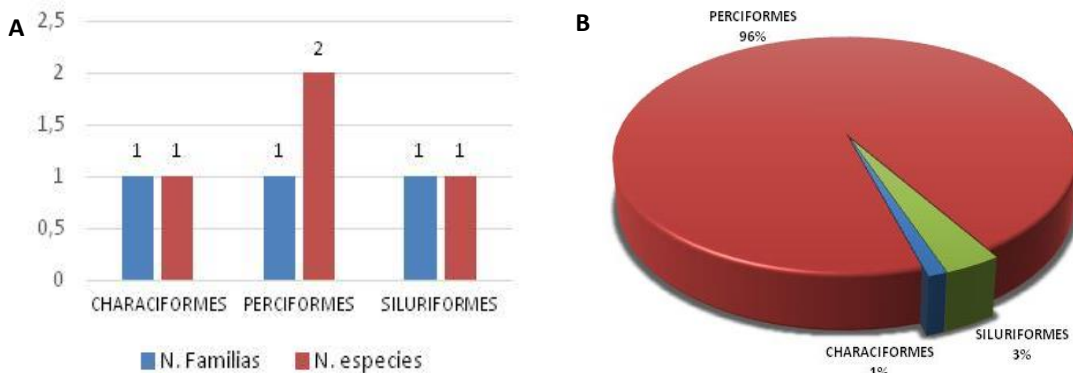 A
2,5
2
1,5
1
0,5
0
1
1
1
2
1
1
CHARACIFORMES
PERCIFORMES
SILURIFORMES
N. Familias
N. especies
B
PERCIFORMES
96%
SILURIFORMES
3%
CHARACIFORMES
1%